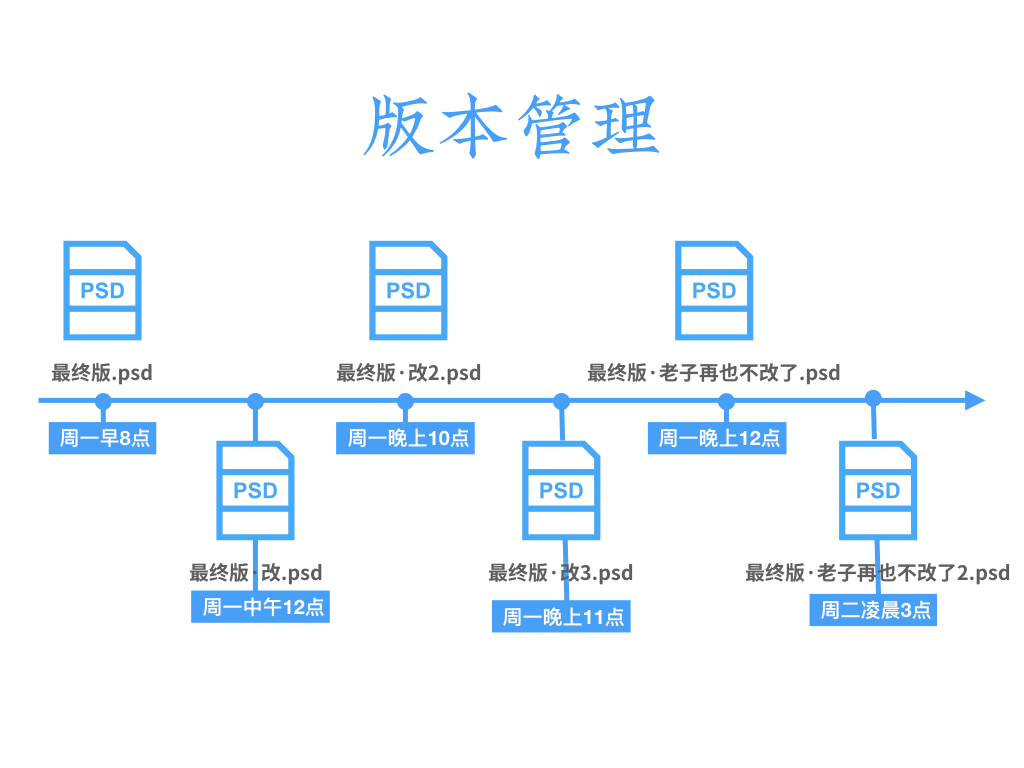 版本管理
PSD
PSD
PSD
最终版.psd
最终版·改2.psd
最终版·老子再也不改了.psd
周一早8点
周一晚上10点
周一晚上12点
PSD
PSD
PSD
最终版·改.psd
最终版·改3.psd
最终版·老子再也不改了2.psd
周一中午12点
周一晚上11点
周二凌晨3点